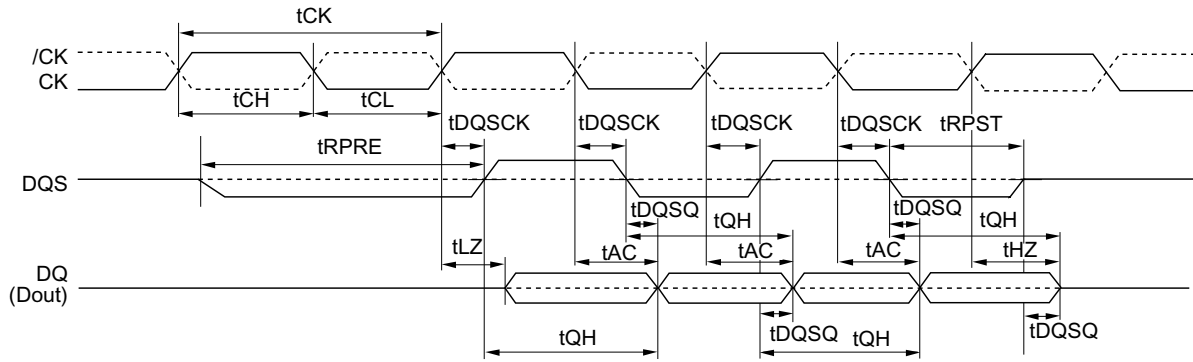 tCK
/CK
CK
tCH
tCL
tDQSCK
tDQSCK
tDQSCK
tDQSCK
tRPST
tRPRE
DQS
tDQSQ
tQH
tDQSQ
tQH
tLZ
tAC
tAC
tAC
tHZ
DQ
(Dout)
tQH
tDQSQ
tQH
tDQSQ